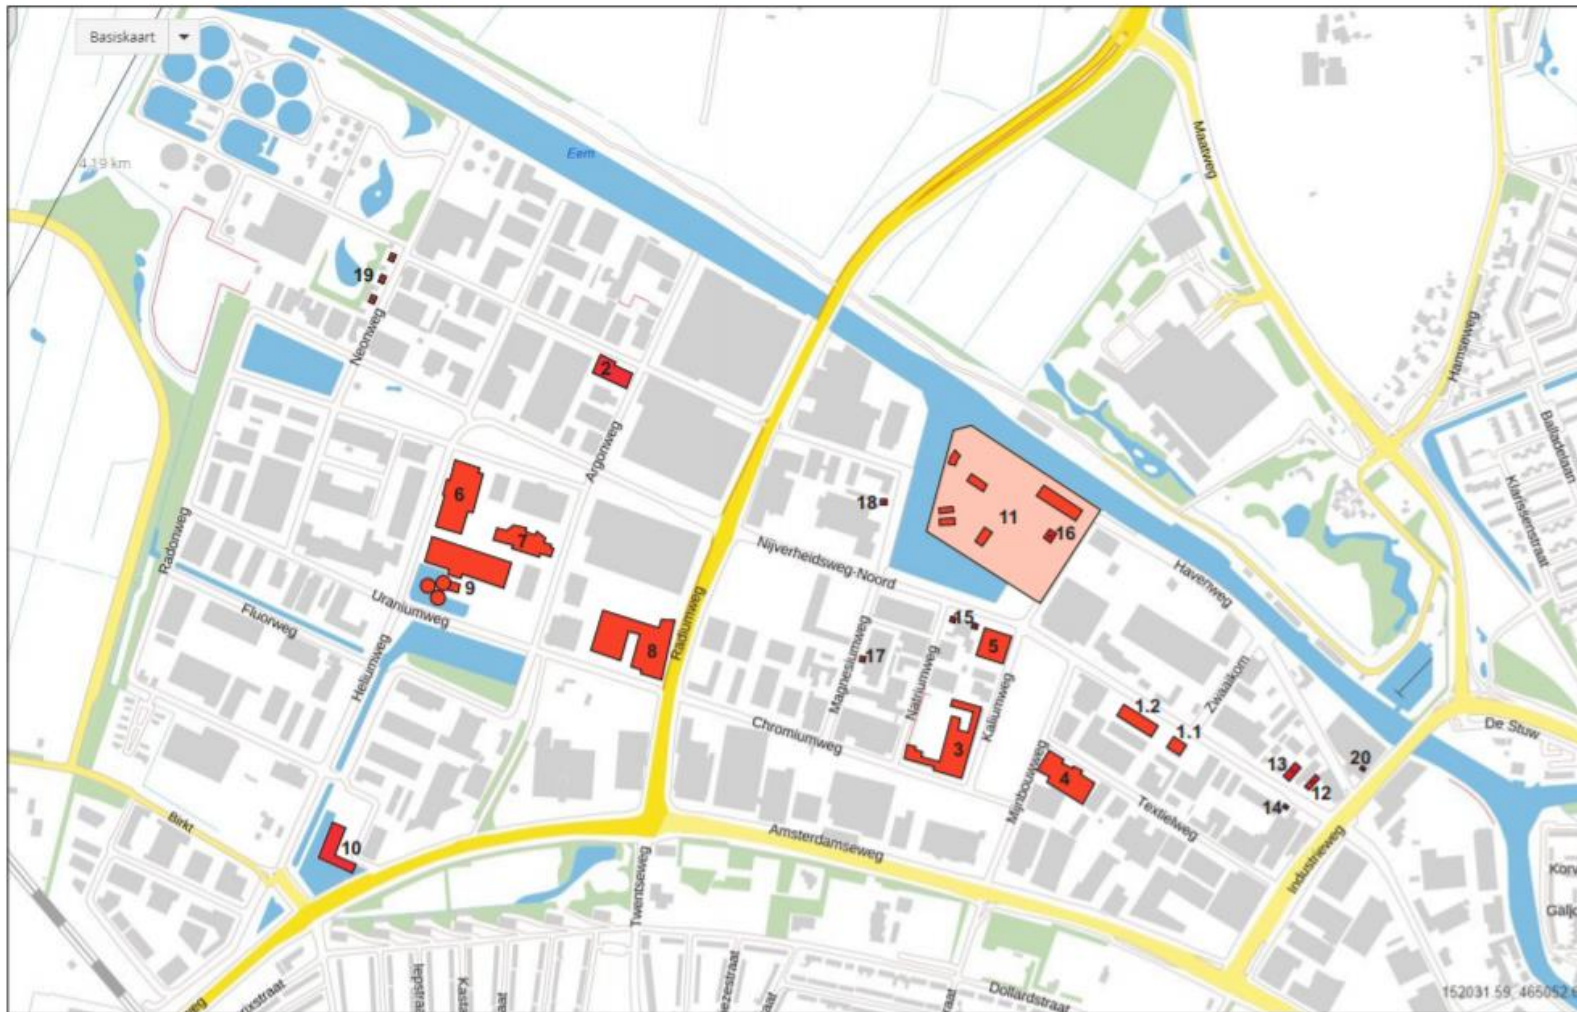 Basiskaart
4.19 km
Eem
Maatweg
Hamseweg
Balladelaan
Klarissenstraat
19
Neonweg
2
Argonweg
6
7
9
18
11
16
Nijverheidsweg-Noord
Havenweg
Radonweg
Fluorweg
Uraniumweg
Heliumweg
8
Radiumweg
15
5
17
Magnesiumweg
Natriumweg
Kaliumweg
3
Chromiumweg
1.2
1.1
Zwaaikom
De Stuw
4
Mijnbouwweg
Textielweg
13
12
14
20
Industrieweg
Birkt
10
Amsterdamseweg
Twentseweg
Dollardstraat
152031.59, 465052.6